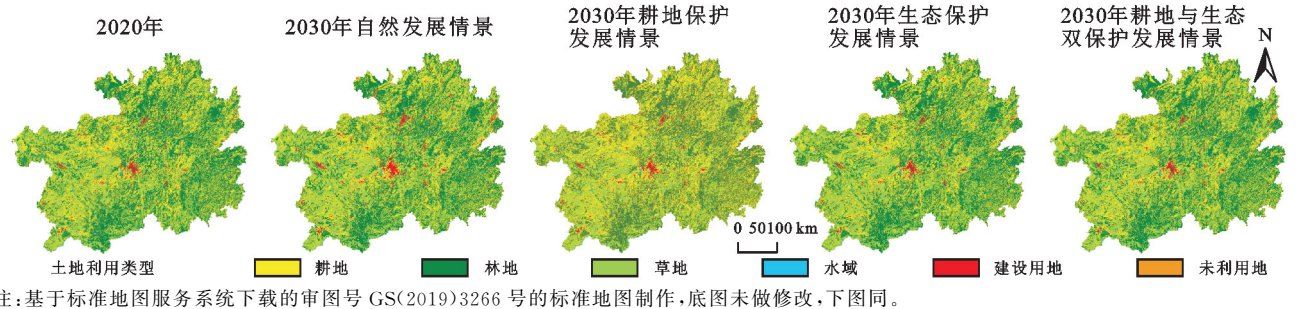 2020年
2030年自然发展情景
2030年耕地保护
发展情景
2030年生态保护
发展情景
2030年耕地与生态
双保护发展情景
N
0 50100 km
土地利用类型
耕地
林地
草地
水域
建设用地
未利用地
注:基于标准地图服务系统下载的审图号GS(2019)3266号的标准地图制作,底图未做修改,下图同。